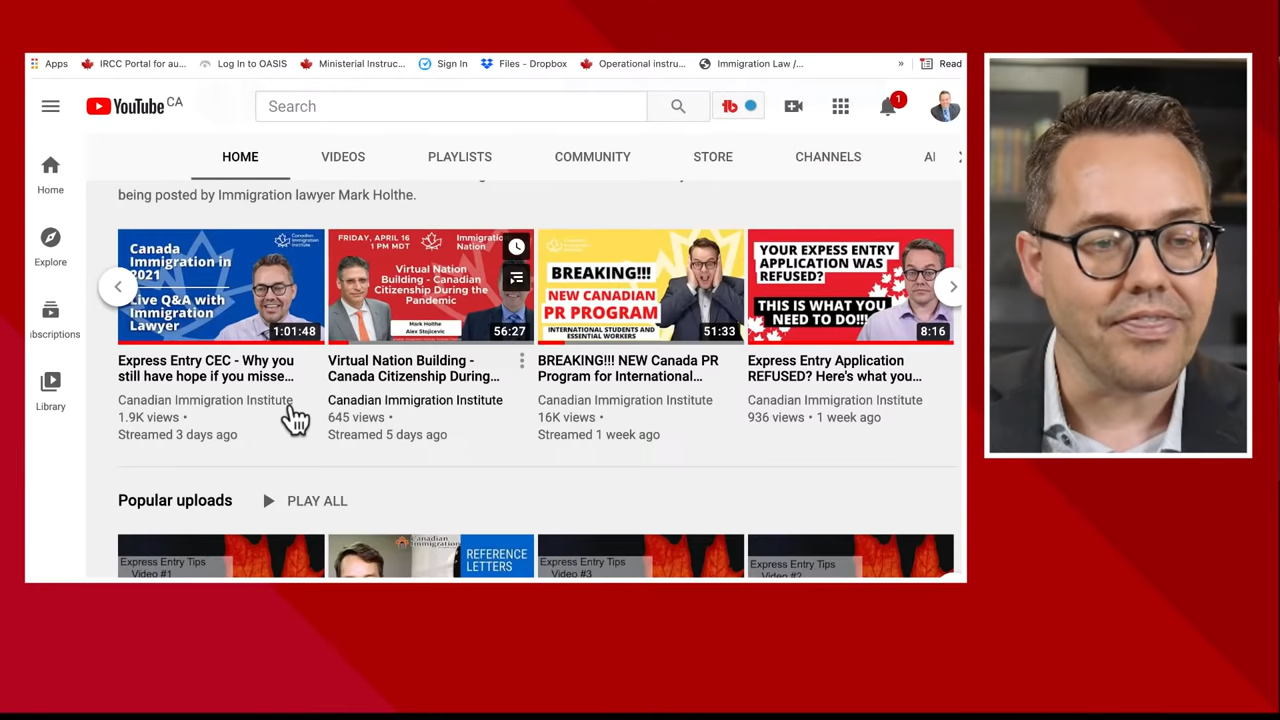 Apps IRCC Portal for au... Log In to OASIS Ministerial Instruc... Sign In Files - Dropbox Operational instru... Immigration Law /... » Read
YouTube CA Search 1
HOME VIDEOS PLAYLISTS COMMUNITY STORE CHANNELS
Home
Explore
bscriptions
Library
being posted by Immigration lawyer Mark Holthe.
Canada
Immigration in
2021
Live Q&A with
Immigration
Lawyer
Canadian
Immigration
Institute
1:01:48
FRIDAY, APRIL 16
1 PM MDT
Immigration
Nation
Virtual Nation
Building - Canadian
Citizenship During the
Pandemic
Mark Holthe
Alex Stojicevic
56:27
BREAKING!!!
NEW CANADIAN
PR PROGRAM
INTERNATIONAL STUDENTS AND
ESSENTIAL WORKERS
51:33
YOUR EXPESS ENTRY
APPLICATION WAS
REFUSED?
THIS IS WHAT YOU
NEED TO DO!!!
8:16
Express Entry CEC - Why you
still have hope if you misse...
Canadian Immigration Institute
1.9K views •
Streamed 3 days ago
Virtual Nation Building -
Canada Citizenship During...
Canadian Immigration Institute
645 views •
Streamed 5 days ago
BREAKING!!! NEW Canada PR
Program for International...
Canadian Immigration Institute
16K views •
Streamed 1 week ago
Express Entry Application
REFUSED? Here's what you...
Canadian Immigration Institute
936 views • 1 week ago
Popular uploads PLAY ALL
Express Entry Tips
Video #1
Canadian
Immigration
REFERENCE
LETTERS
Express Entry Tips
Video #3
Express Entry Tips
Video #2